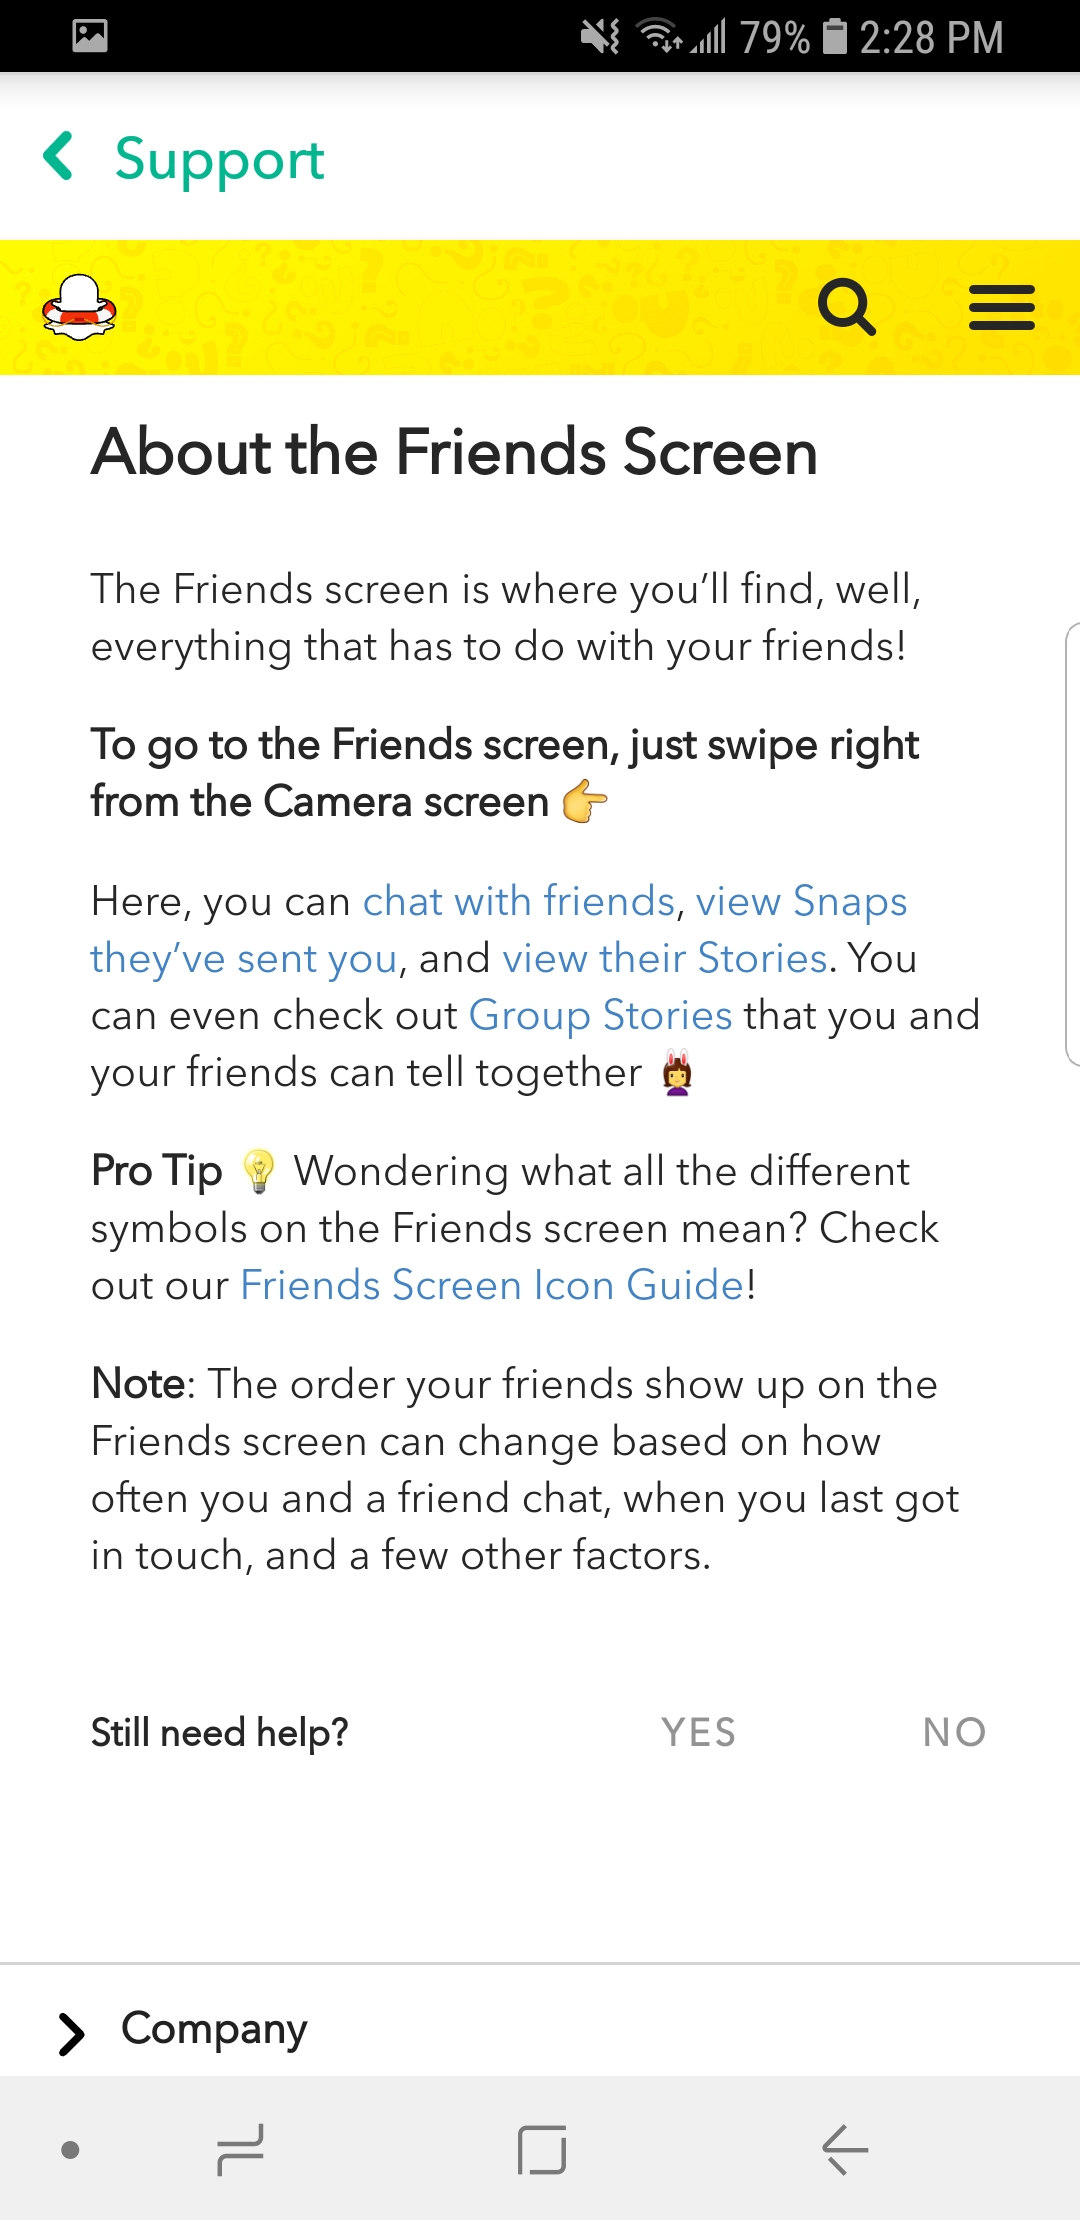 79% 2:28 PM
Support
About the Friends Screen
The Friends screen is where you’ll find, well,
everything that has to do with your friends!
To go to the Friends screen, just swipe right
from the Camera screen 👉
Here, you can chat with friends, view Snaps
they’ve sent you, and view their Stories. You
can even check out Group Stories that you and
your friends can tell together
Pro Tip 💡 Wondering what all the different
symbols on the Friends screen mean? Check
out our Friends Screen Icon Guide!
Note: The order your friends show up on the
Friends screen can change based on how
often you and a friend chat, when you last got
in touch, and a few other factors.
Still need help? YES NO
Company